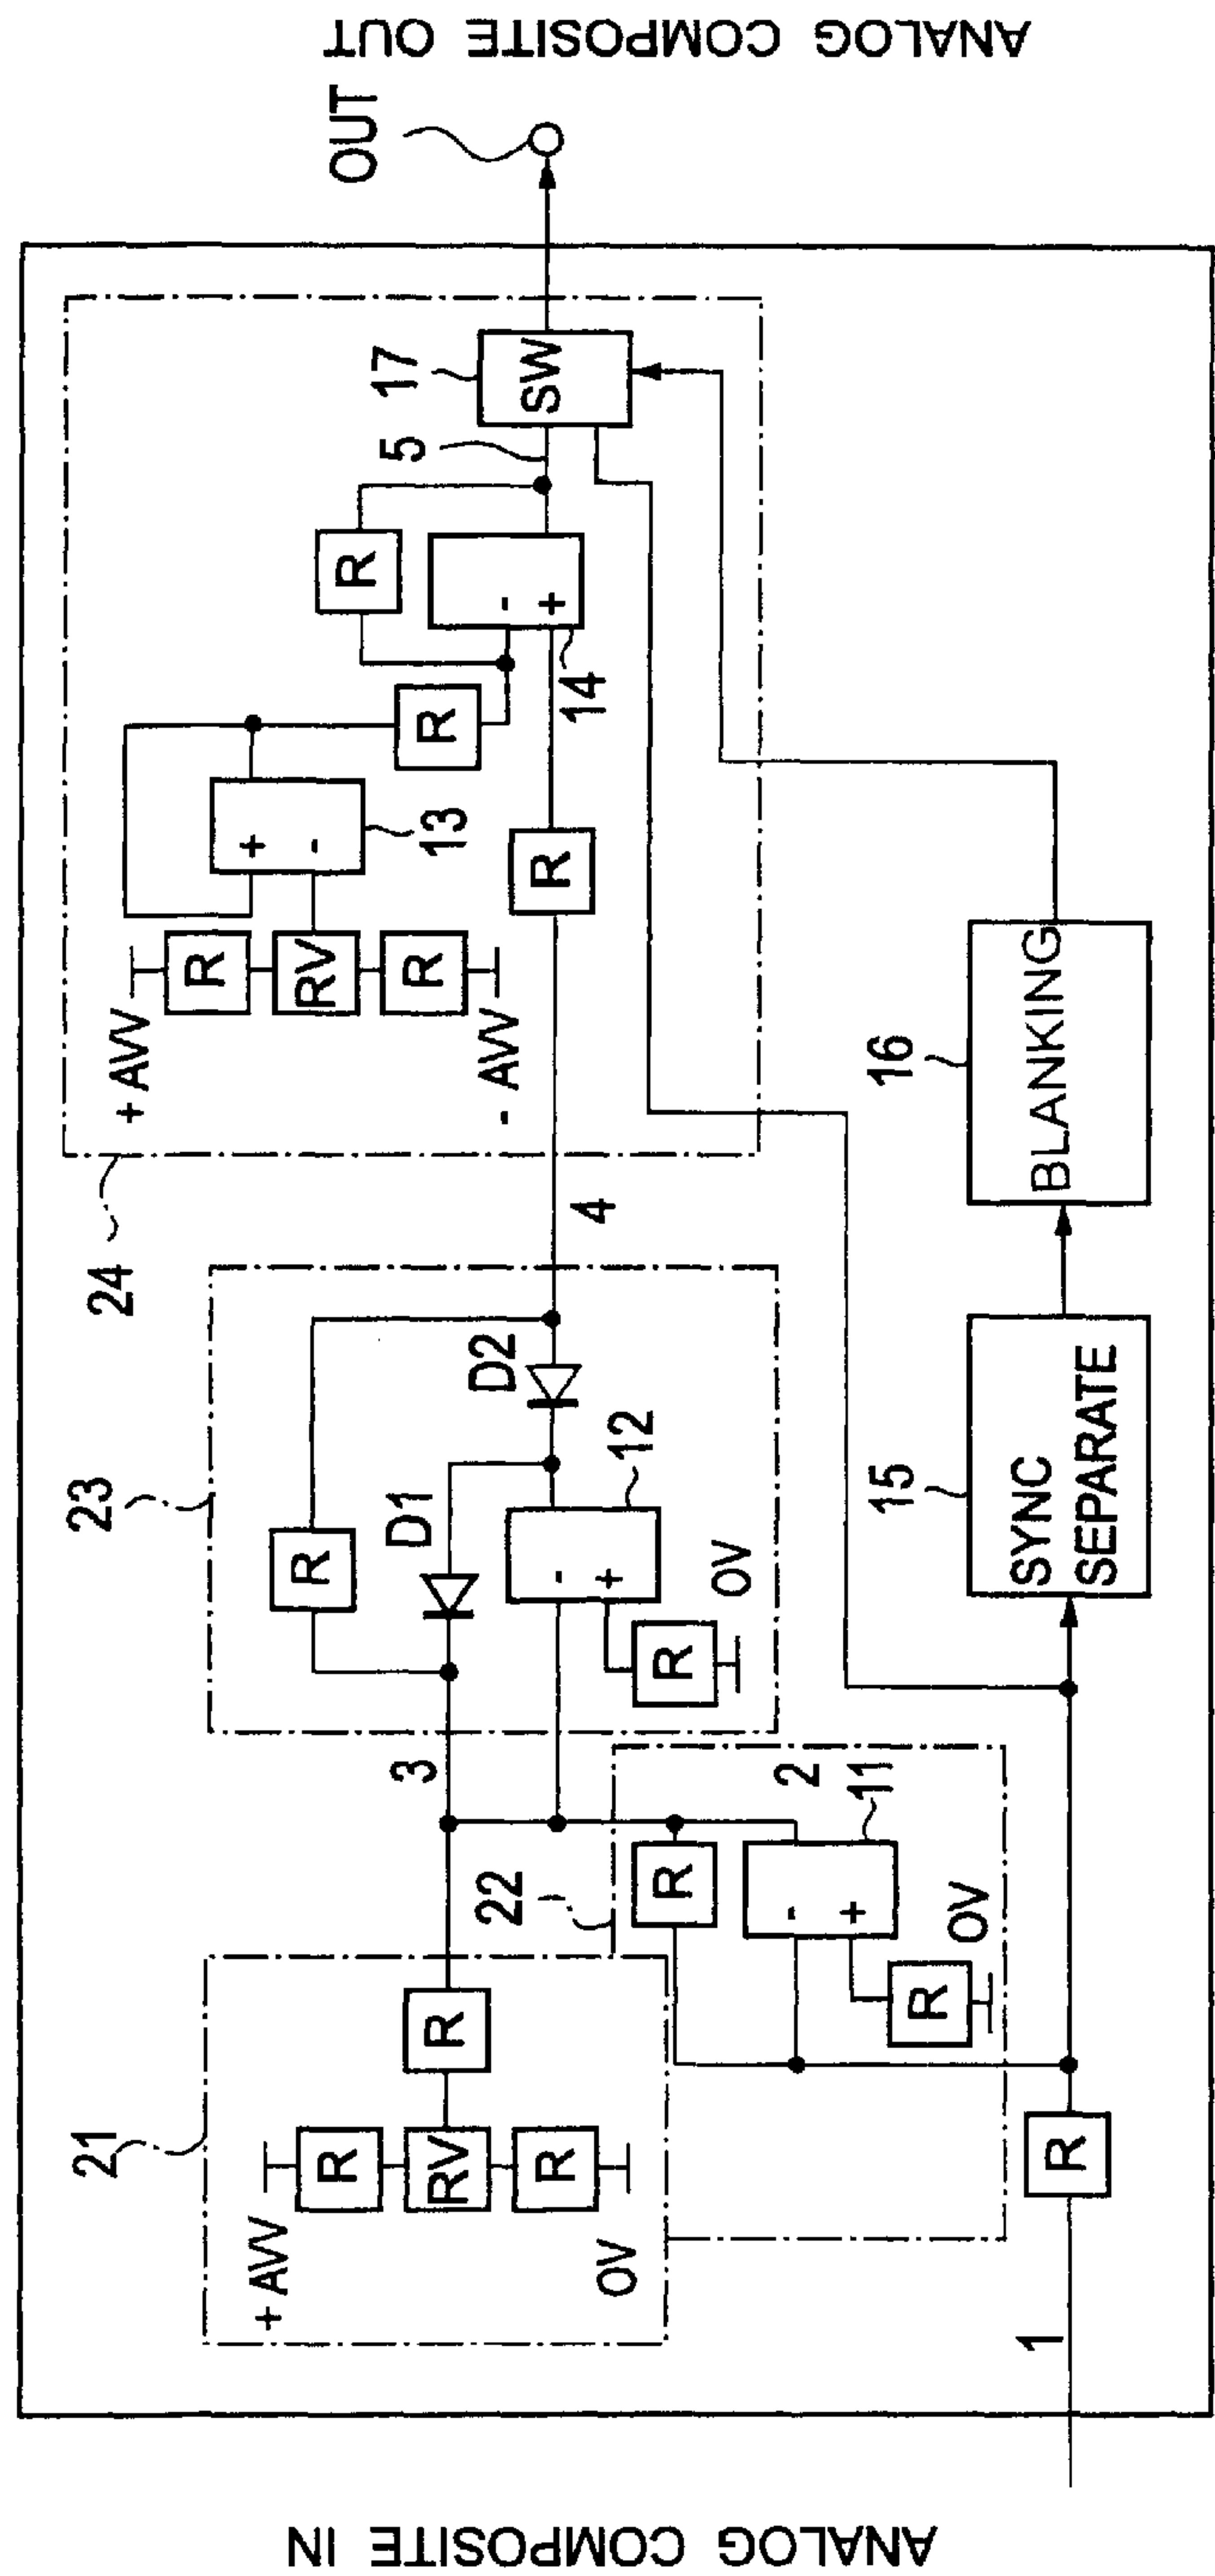 ANALOG COMPOSITE IN
1
R
21
+ AVV
R
RV
R
0V
R
22
R
2
11
-
+
R
0V
3
23
R
D1
D2
12
-
+
R
0V
4
24
+ AVV
R
RV
R
- AVV
+
-
13
R
R
R
-
+
14
5
17
SW
15
SYNC
SEPARATE
16
BLANKING
OUT
ANALOG COMPOSITE OUT